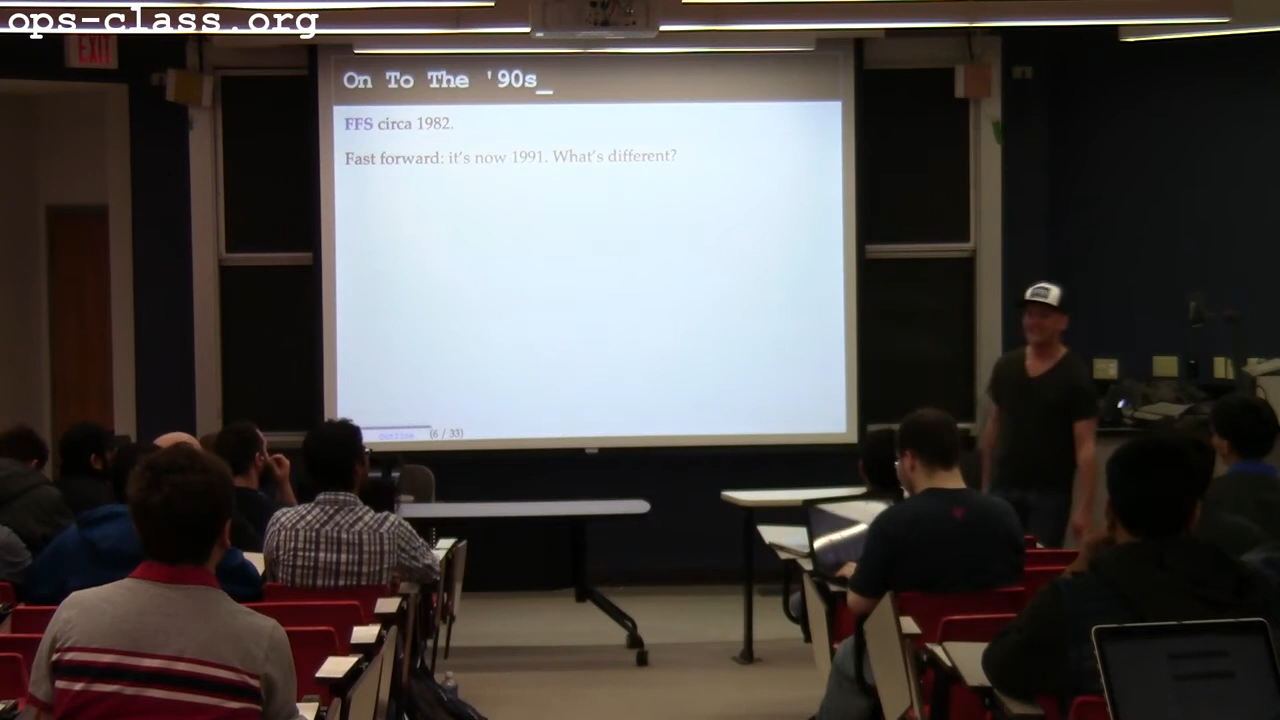 ops-class.org
EXIT
On To The '90s_
FFS circa 1982.
Fast forward: it's now 1991. What's different?
Outline (6 / 33)